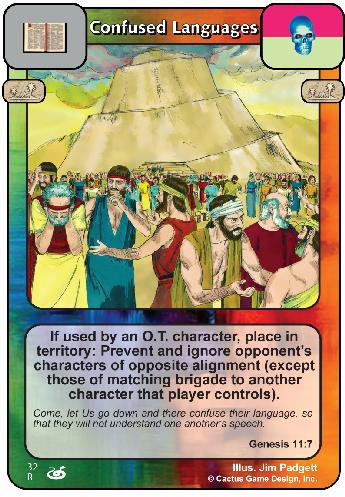 Confused Languages
If used by an O.T. character, place in
territory: Prevent and ignore opponent's
characters of opposite alignment (except
those of matching brigade to another
character that player controls).
Come, let Us go down and there confuse their language, so
that they will not understand one another's speech.
Genesis 11:7
32
R
Illus. Jim Padgett
© Cactus Game Design, Inc.